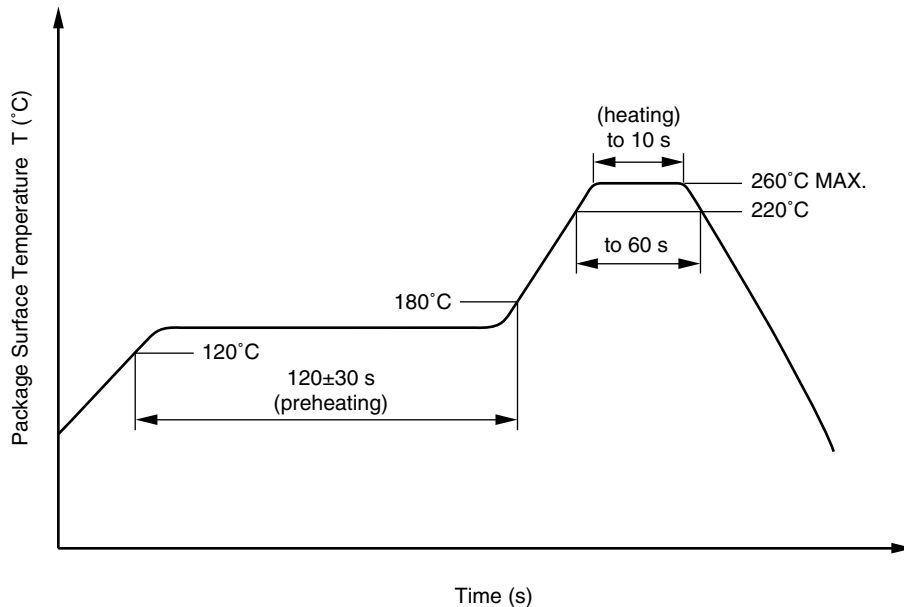 Package Surface Temperature T (˚C)
(heating)
to 10 s
260˚C MAX.
220˚C
to 60 s
180˚C
120˚C
120±30 s
(preheating)
Time (s)